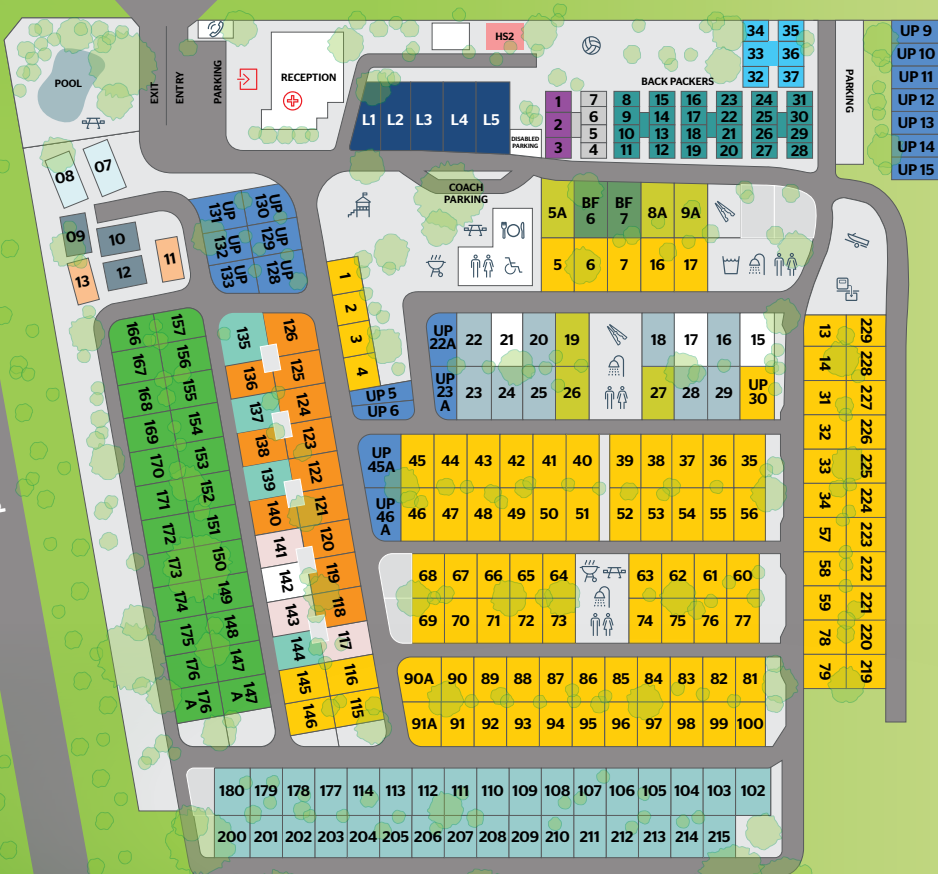 POOL
EXIT
ENTRY
PARKING
RECEPTION
HS2
L1 L2 L3 L4 L5
DISABLED
PARKING
BACK PACKERS
34 35
33 36
32 37
PARKING
UP 9
UP 10
UP 11
UP 12
UP 13
UP 14
UP 15
1
2
3
7
6
5
4
8 15 16 23 24 31
9 14 17 22 25 30
10 13 18 21 26 29
11 12 19 20 27 28
COACH
PARKING
08 07
09 10
13 12 11
UP 131 UP 130
UP 132 UP 129
UP 133 UP 128
1
2
3
4
UP 5
UP 6
5A BF 6 BF 7 8A 9A
5 6 7 16 17
UP 22A 22 21 20 19 18 17 16 15
UP 23 A 23 24 25 26 27 28 29 UP 30
UP 45A 45 44 43 42 41 40 39 38 37 36 35
UP 46 A 46 47 48 49 50 51 52 53 54 55 56
68 67 66 65 64 63 62 61 60
69 70 71 72 73 74 75 76 77
90A 90 89 88 87 86 85 84 83 82 81
91A 91 92 93 94 95 96 97 98 99 100
180 179 178 177 114 113 112 111 110 109 108 107 106 105 104 103 102
200 201 202 203 204 205 206 207 208 209 210 211 212 213 214 215
166 157
167 156
168 155
169 154
170 153
171 152
172 151
173 150
174 149
175 148
176 147
176 A 147 A
135 126
136 125
137 124
138 123
139 122
140 121
141 120
142 119
143 118
144 117
145 116
146 115
13 229
14 228
31 227
32 226
33 225
34 224
57 223
58 222
59 221
78 220
79 219